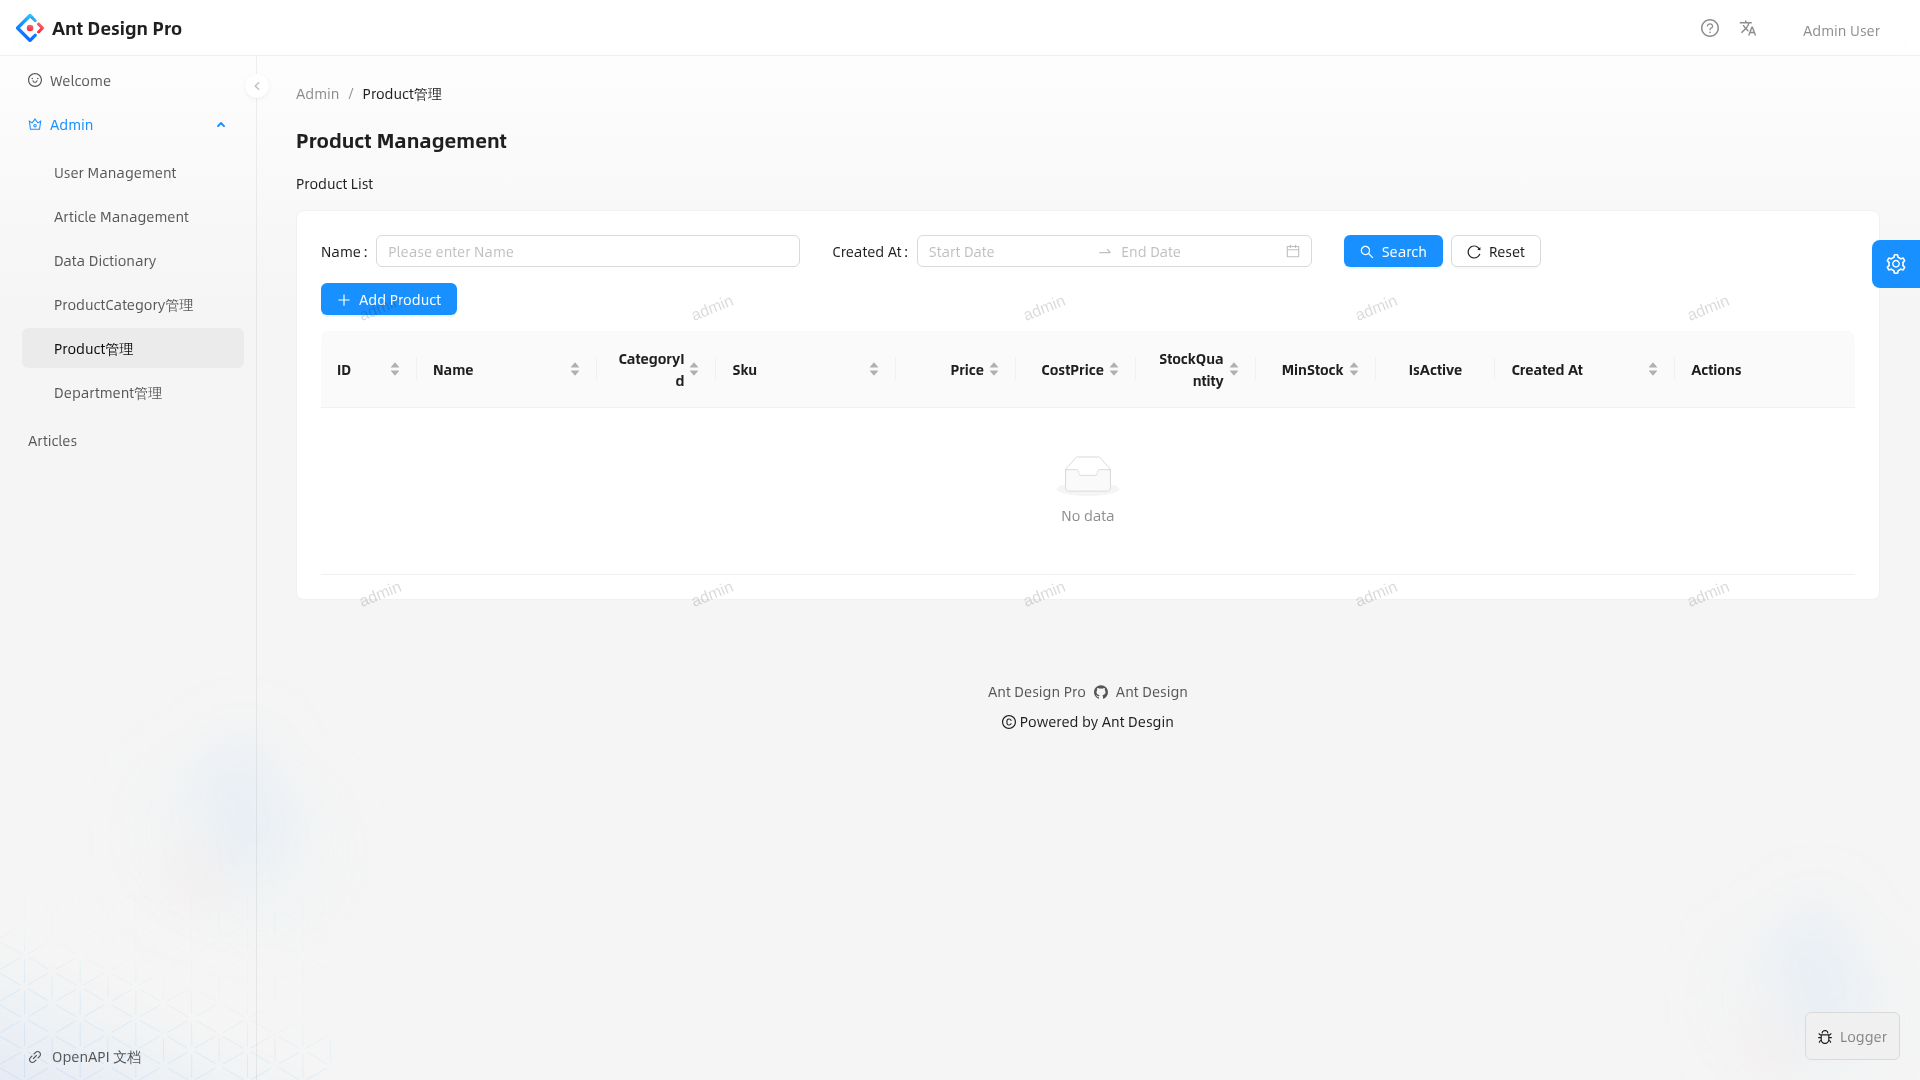 Ant Design Pro
Admin User
Welcome
Admin
User Management
Article Management
Data Dictionary
ProductCategory管理
Product管理
Department管理
Articles
OpenAPI 文档
Admin / Product管理
Product Management
Product List
Name : Please enter Name
Created At : Start Date End Date
Search
Reset
Add Product
admin admin admin admin admin
ID Name CategoryId Sku Price CostPrice StockQuantity MinStock IsActive Created At Actions
No data
admin admin admin admin admin
Ant Design Pro Ant Design
© Powered by Ant Desgin
Logger